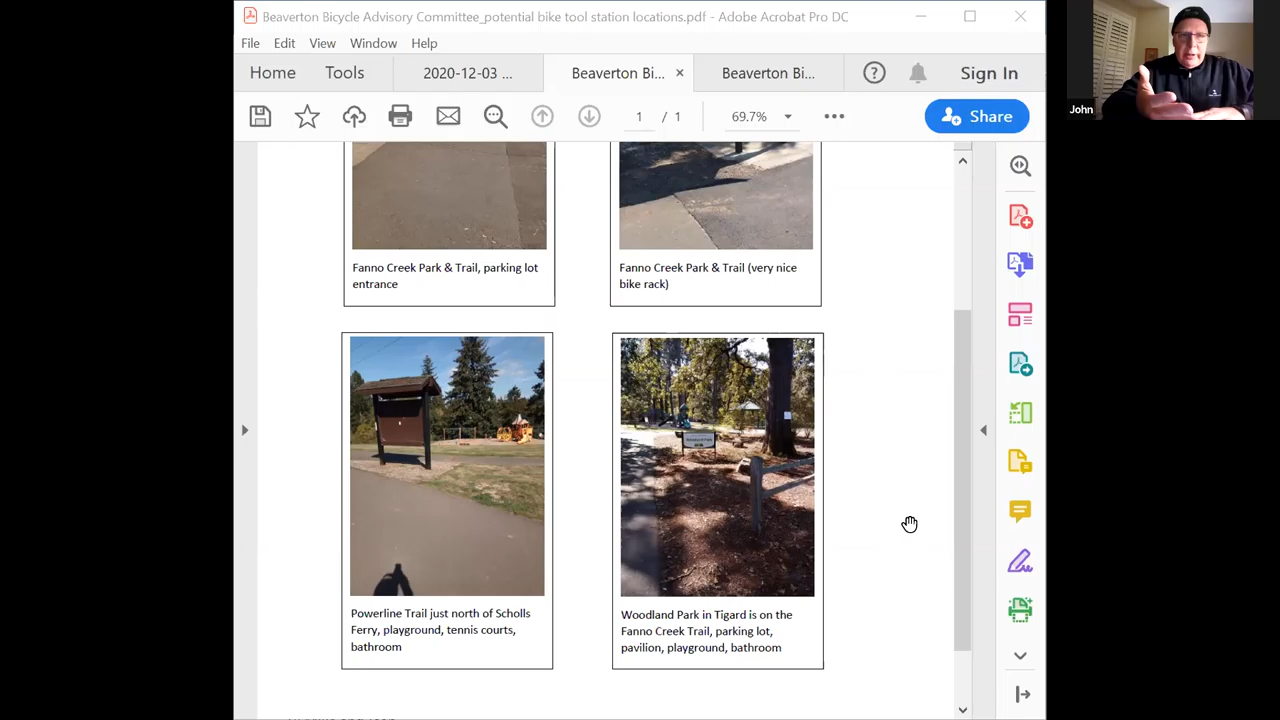 Beaverton Bicycle Advisory Committee_potential bike tool station locations.pdf - Adobe Acrobat Pro DC
File Edit View Window Help
Home Tools 2020-12-03 ... Beaverton Bi... Beaverton Bi... Sign In
1 / 1 69.7% Share
John
Fanno Creek Park & Trail, parking lot
entrance
Fanno Creek Park & Trail (very nice
bike rack)
Powerline Trail just north of Scholls
Ferry, playground, tennis courts,
bathroom
Woodland Park in Tigard is on the
Fanno Creek Trail, parking lot,
pavilion, playground, bathroom